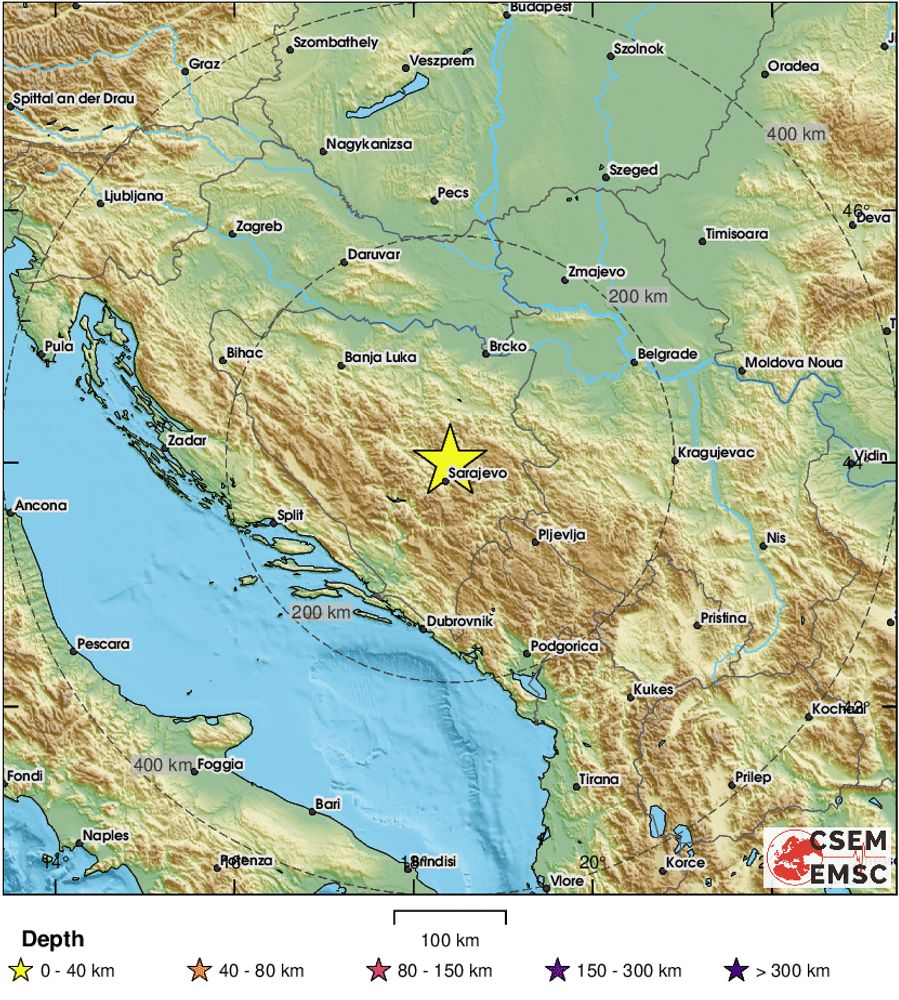 Budapest
Szombathely
Szolnok
Veszprem
Graz
Oradea
Spittal an der Drau
400 km
Nagykanizsa
Szeged
Pecs
Ljubljana
46°
Deva
Zagreb
Timisoara
Daruvar
Zmajevo
200 km
Pula
Bihac
Banja Luka
Brcko
Belgrade
Moldova Noua
Zadar
Kragujevac
44°
Vidin
Sarajevo
Ancona
Split
Pljevlja
Nis
200 km
Dubrovnik
Pristina
Pescara
Podgorica
Kukes
Kochani
42°
400 km
Foggia
Fondi
Tirana
Prilep
Bari
Naples
CSEM
EMSC
14°
Potenza
16°
18°
Brindisi
20°
Korce
Vlore
100 km
Depth
0 - 40 km
40 - 80 km
80 - 150 km
150 - 300 km
> 300 km